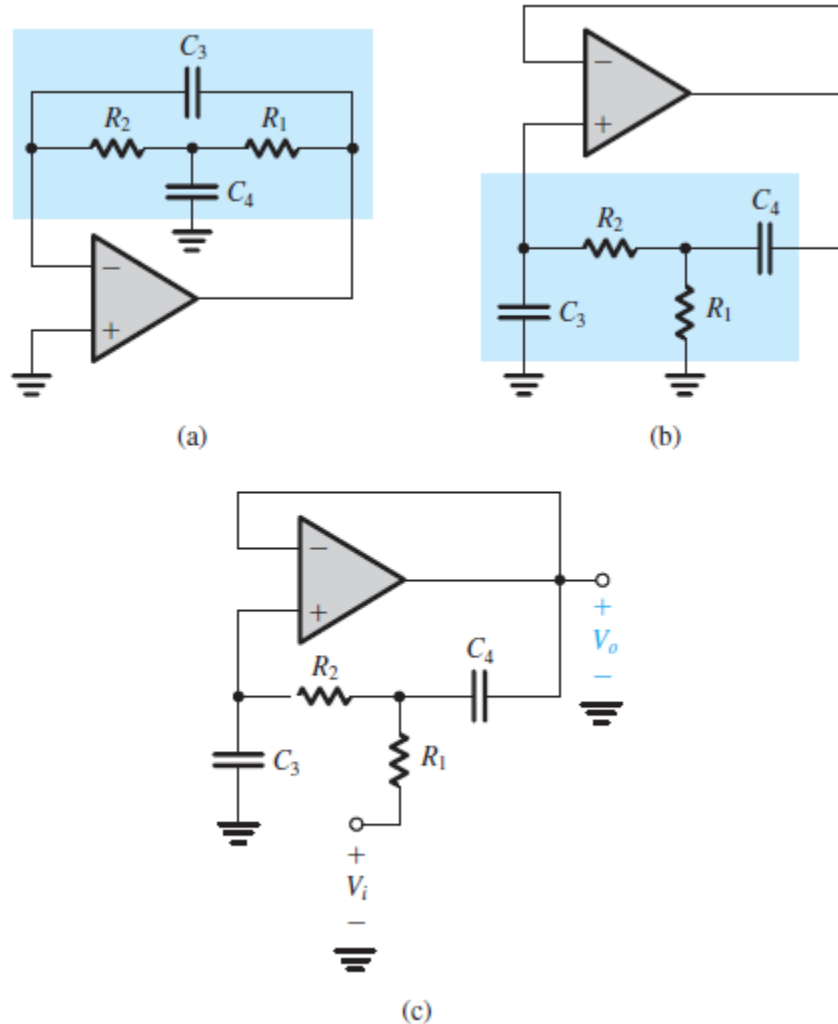 C3
R2
R1
C4
−
+
(a)
−
+
R2
C4
C3
R1
(b)
−
+
+
Vo
−
C4
R2
C3
R1
+
Vi
−
(c)